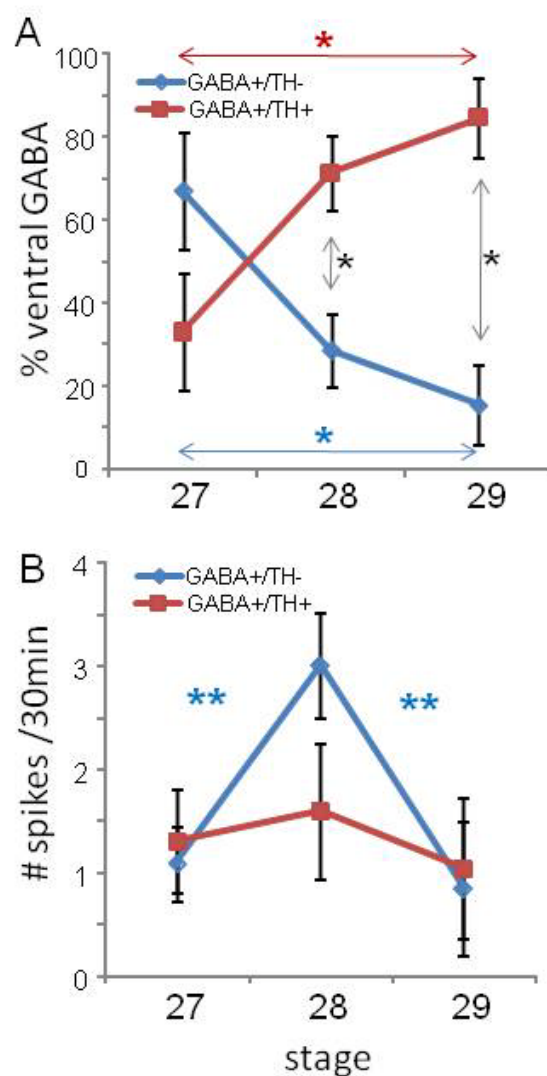 A
*
100
GABA+/TH-
GABA+/TH+
80
60
40
20
0
% ventral GABA
*
*
*
27 28 29
B
4
GABA+/TH-
GABA+/TH+
3
2
1
0
# spikes /30min
** **
27 28 29
stage